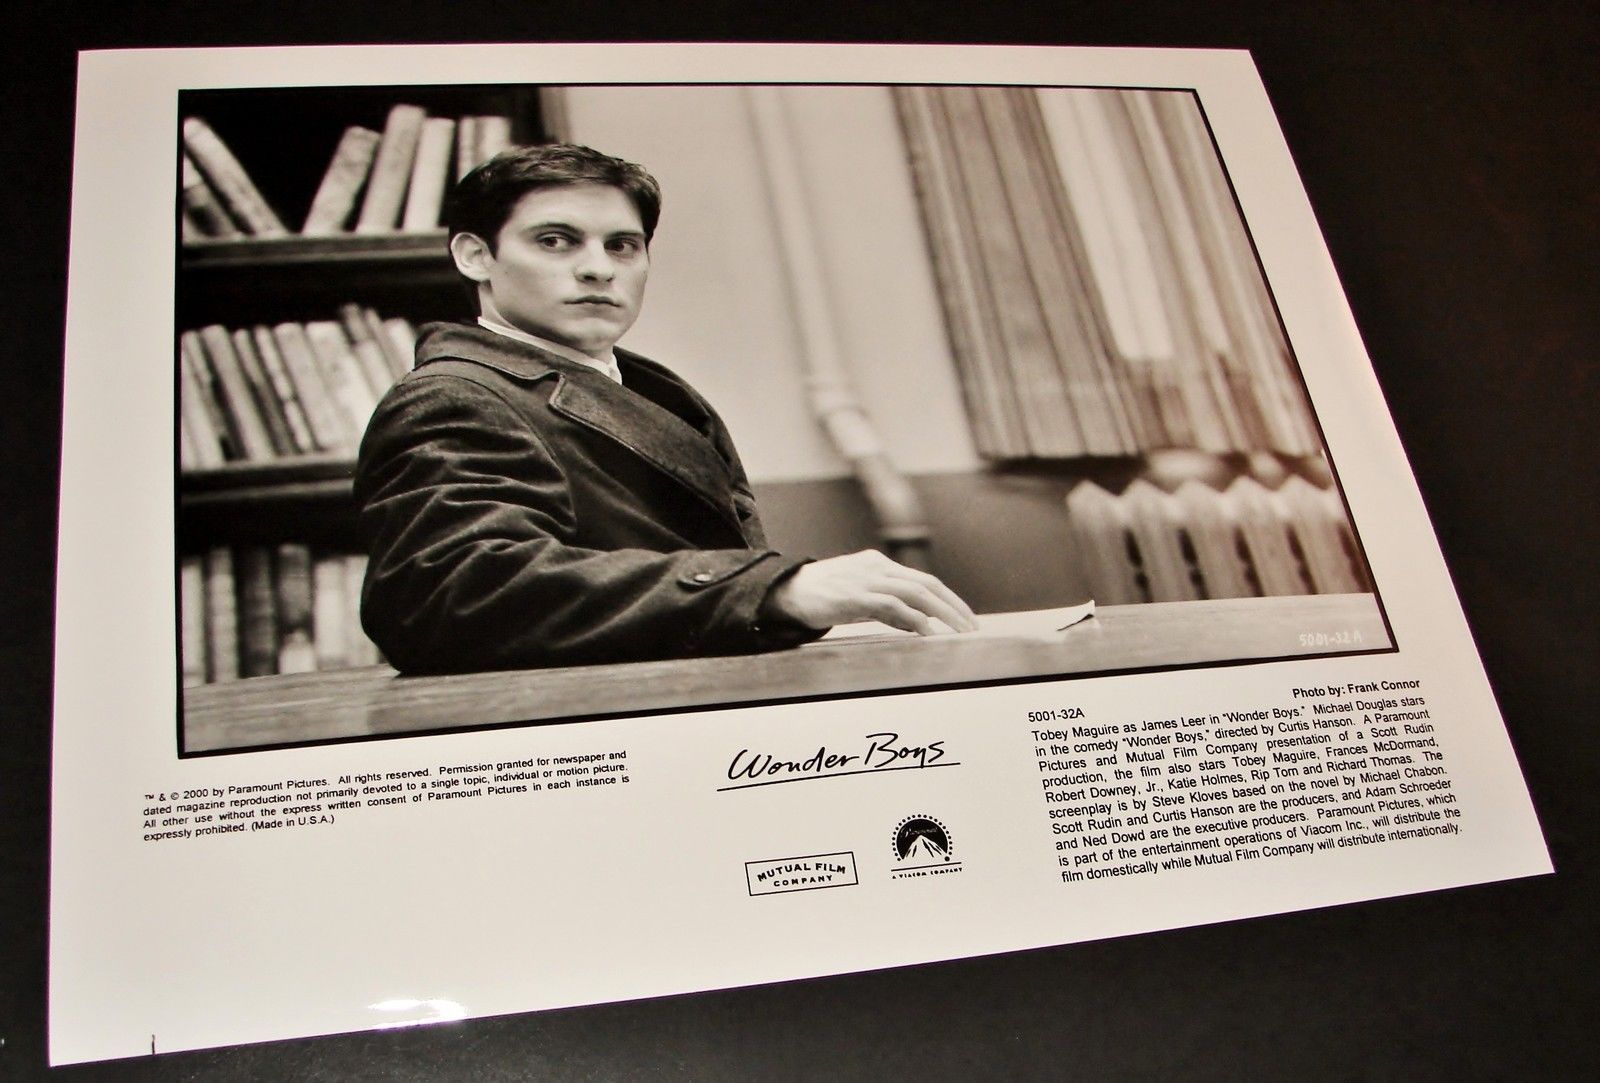 5001-32A
Photo by: Frank Connor
5001-32A
Tobey Maguire as James Leer in "Wonder Boys." Michael Douglas stars
in the comedy "Wonder Boys," directed by Curtis Hanson. A Paramount
Pictures and Mutual Film Company presentation of a Scott Rudin
production, the film also stars Tobey Maguire, Frances McDormand,
Robert Downey, Jr., Katie Holmes, Rip Torn and Richard Thomas. The
screenplay is by Steve Kloves based on the novel by Michael Chabon.
Scott Rudin and Curtis Hanson are the producers, and Adam Schroeder
and Ned Dowd are the executive producers. Paramount Pictures, which
is part of the entertainment operations of Viacom Inc., will distribute the
film domestically while Mutual Film Company will distribute internationally.
Wonder Boys
MUTUAL FILM
COMPANY
Paramount
A VIACOM COMPANY
™ & © 2000 by Paramount Pictures. All rights reserved. Permission granted for newspaper and
dated magazine reproduction not primarily devoted to a single topic, individual or motion picture.
All other use without the express written consent of Paramount Pictures in each instance is
expressly prohibited. (Made in U.S.A.)